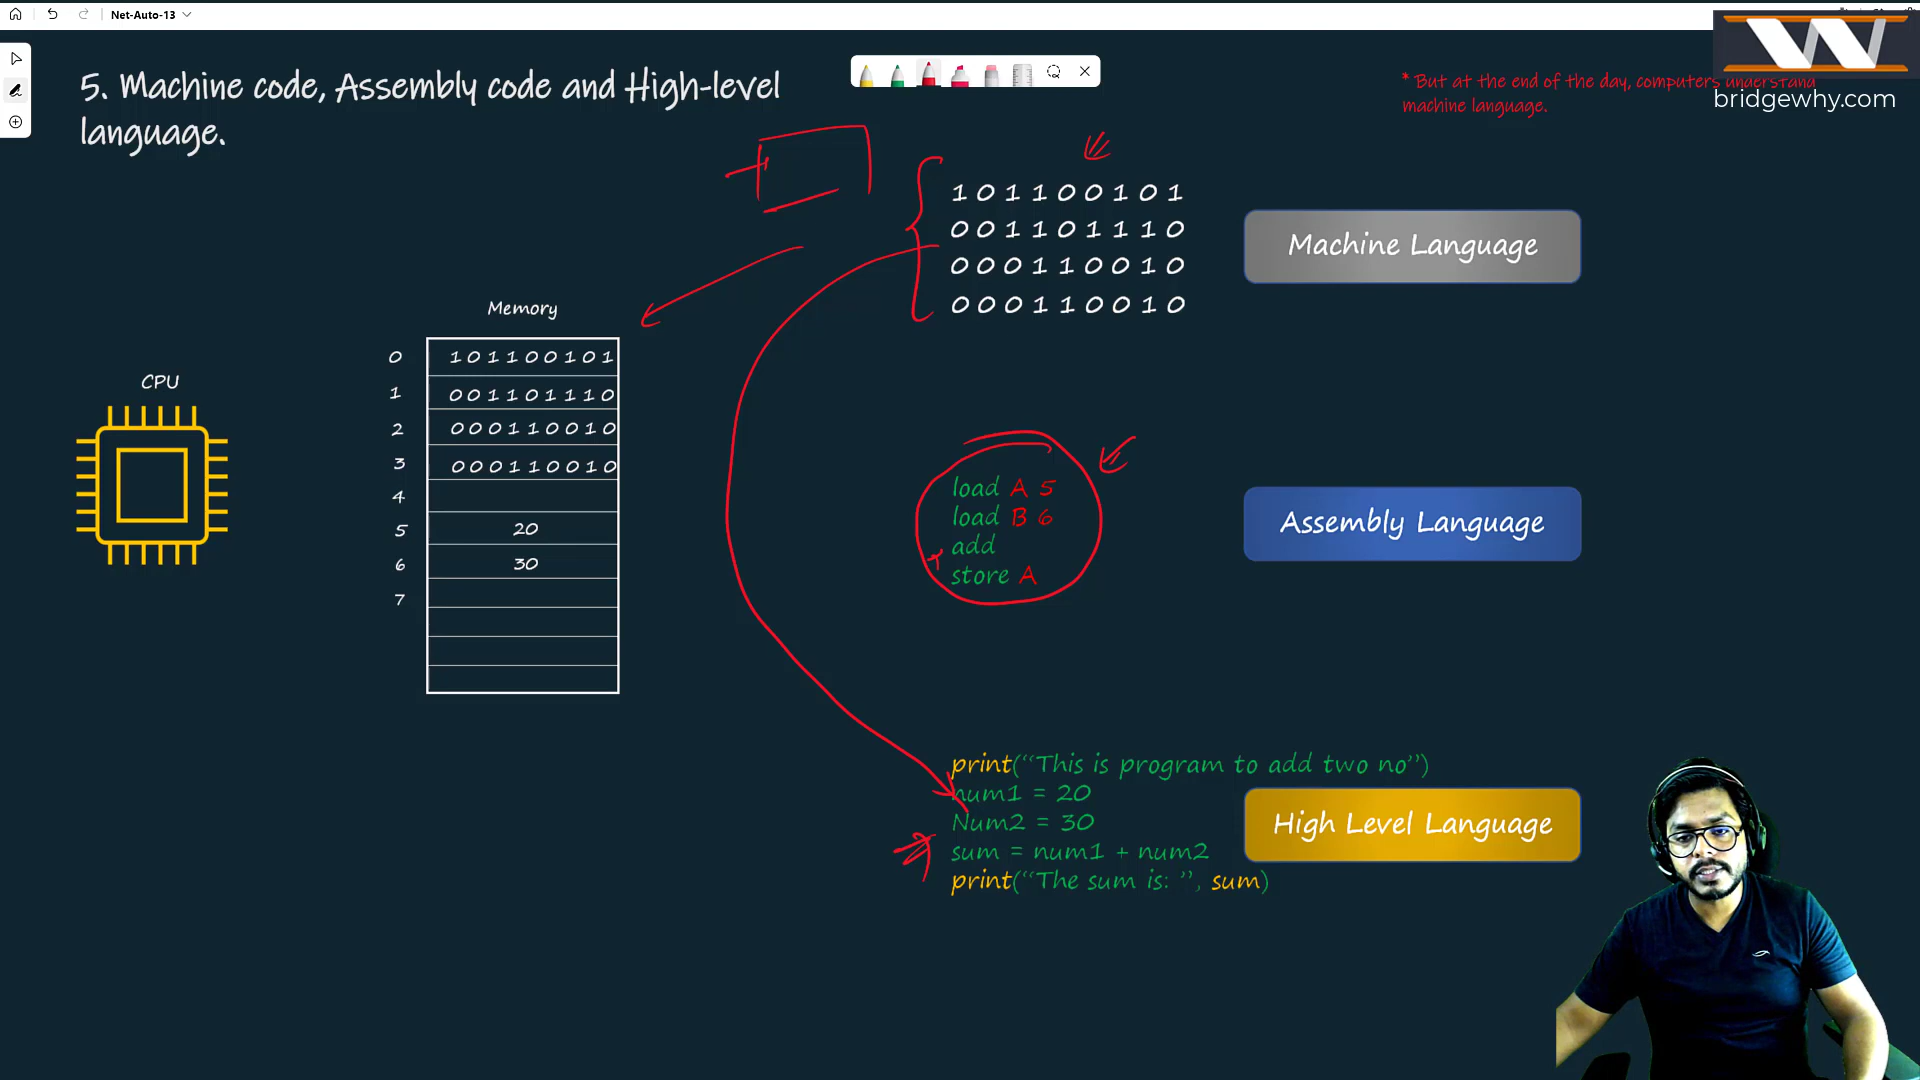 Net-Auto-13
5. Machine code, Assembly code and High-level
language.
* But at the end of the day, computers understand
machine language.
bridgewhy.com
1 0 1 1 0 0 1 0 1
0 0 1 1 0 1 1 1 0
0 0 0 1 1 0 0 1 0
0 0 0 1 1 0 0 1 0
Machine Language
Memory
CPU
0 1 0 1 1 0 0 1 0 1
1 0 0 1 1 0 1 1 1 0
2 0 0 0 1 1 0 0 1 0
3 0 0 0 1 1 0 0 1 0
4
5 20
6 30
7
load A 5
load B 6
add
store A
Assembly Language
print("This is program to add two no")
num1 = 20
Num2 = 30
sum = num1 + num2
print("The sum is: ", sum)
High Level Language